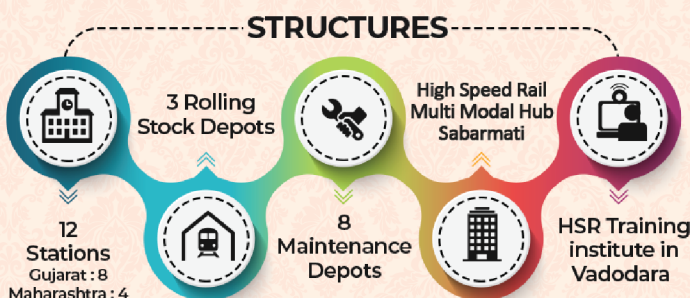 STRUCTURES
12
Stations
Gujarat : 8
Maharashtra : 4
3 Rolling
Stock Depots
8
Maintenance
Depots
High Speed Rail
Multi Modal Hub
Sabarmati
HSR Training
institute in
Vadodara